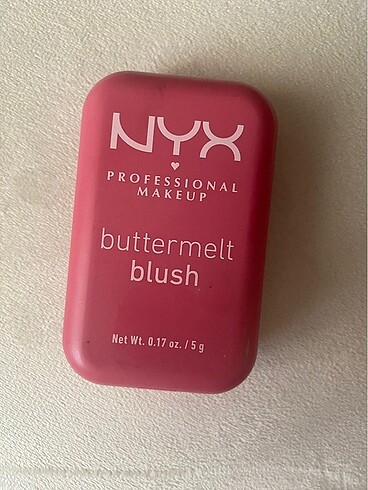 NYX
PROFESSIONAL
MAKEUP
buttermelt
blush
Net Wt. 0.17 oz. / 5 g